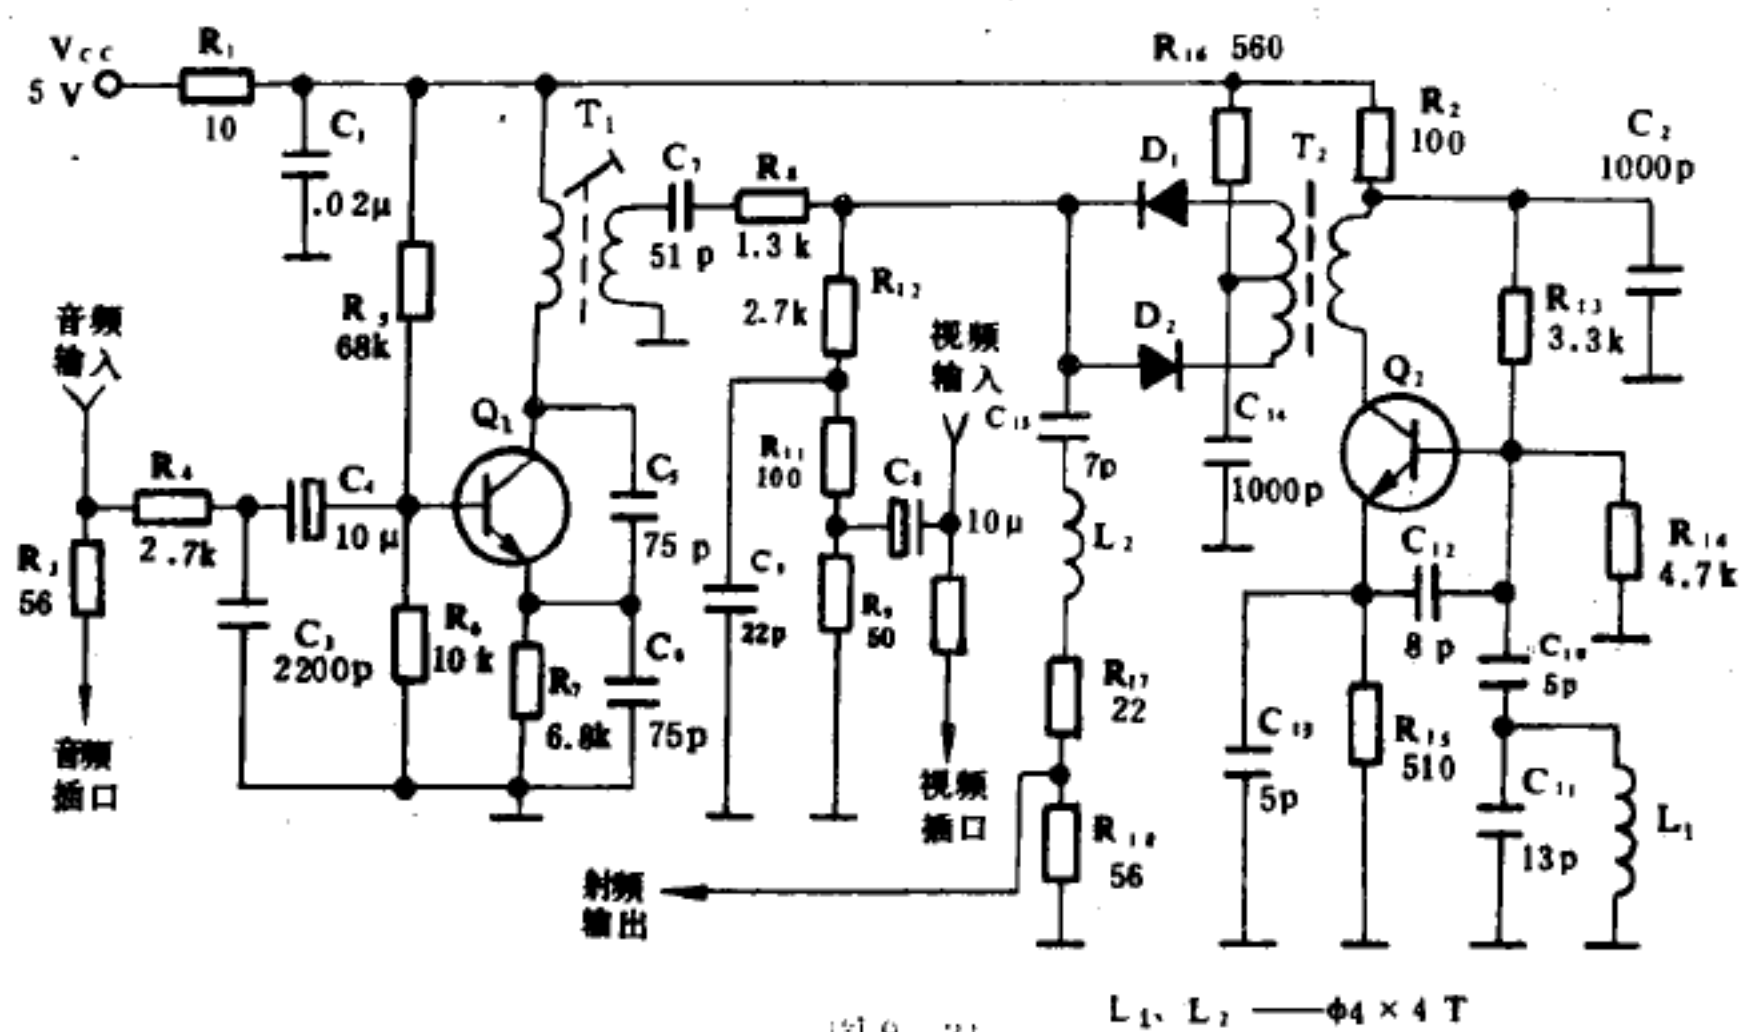 Vcc
5 V
R₁
10
C₁
.02μ
R₁₆ 560
R₂
100
C₂
1000p
T₁
C₇
51 p
R₈
1.3 k
D₁
T₂
R₅
68k
R₁₂
2.7k
D₂
R₁₃
3.3k
音频
输入
视频
输入
Q₁
Q₂
R₄
2.7k
C₄
10 μ
C₅
75 p
R₁₁
100
C₈
10μ
C₁₅
7p
C₁₄
1000p
L₂
R₃
56
C₃
2200p
R₆
10 k
R₇
6.8k
C₆
75p
C₉
22p
R₉
50
C₁₂
8 p
R₁₄
4.7k
C₁₀
5p
R₁₇
22
C₁₃
5p
R₁₅
510
C₁₁
13p
L₁
音频
插口
视频
插口
R₁₈
56
射频
输出
L₁、L₂ ——φ4 × 4 T